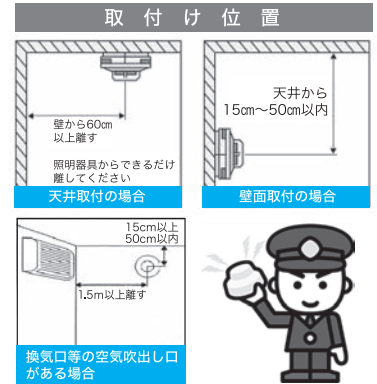 取付け位置
壁から60㎝
以上離す
照明器具からできるだけ
離してください
天井取付の場合
天井から
15㎝～50㎝以内
壁面取付の場合
15cm以上
50cm以内
1.5m以上離す
換気口等の空気吹出し口
がある場合